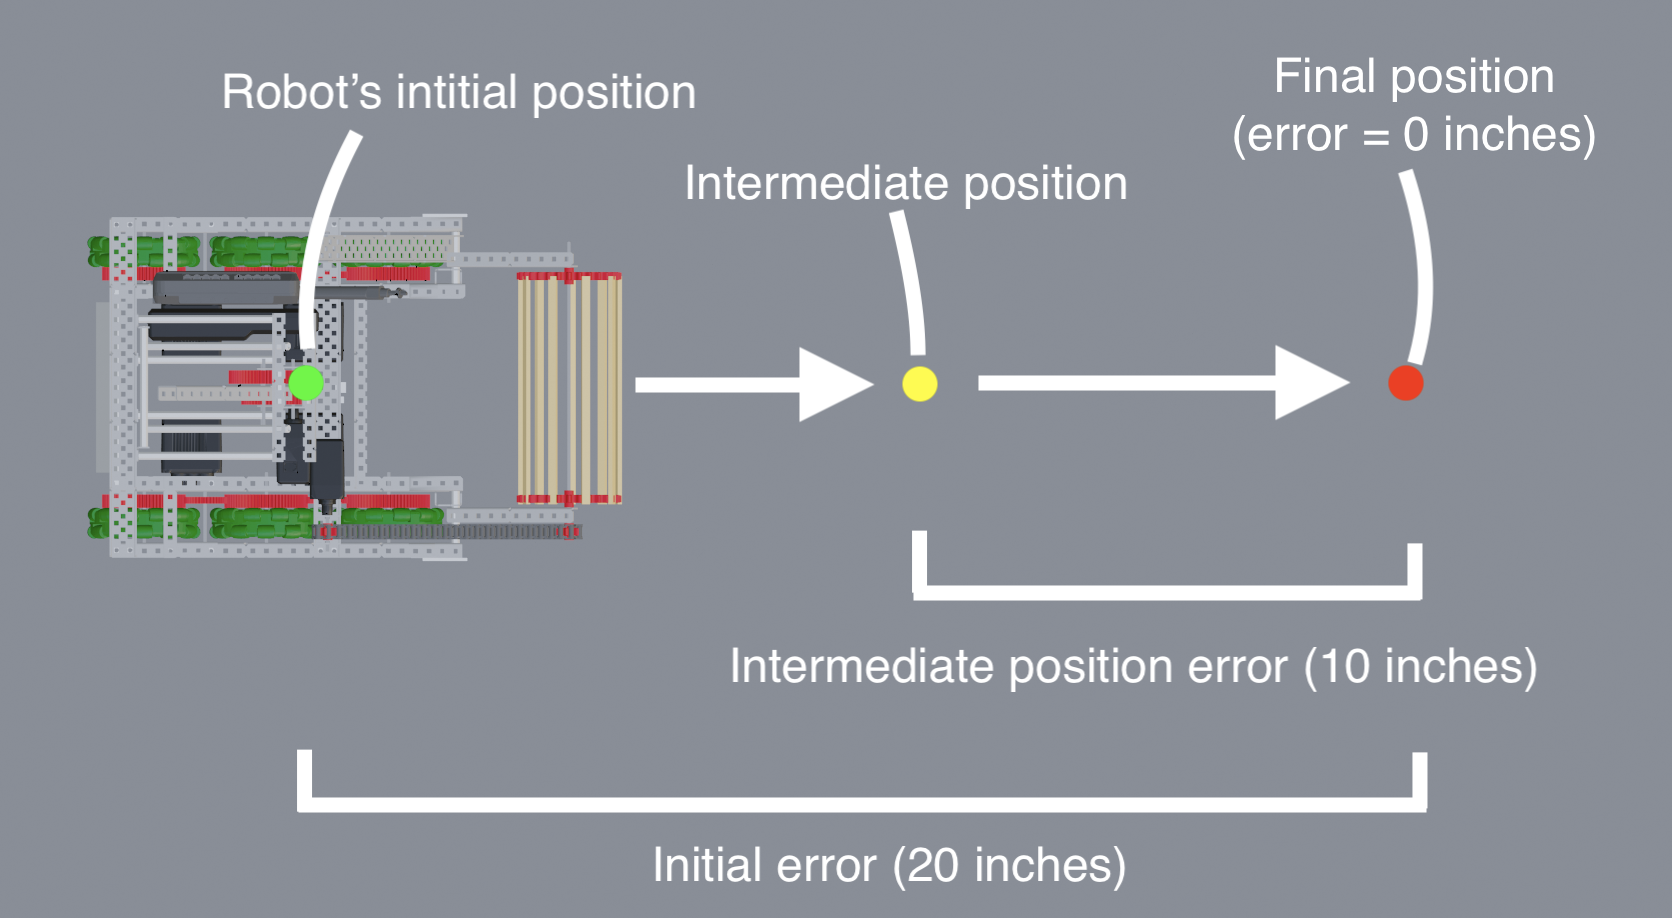 Robot’s intitial position
Intermediate position
Final position
(error = 0 inches)
Intermediate position error (10 inches)
Initial error (20 inches)